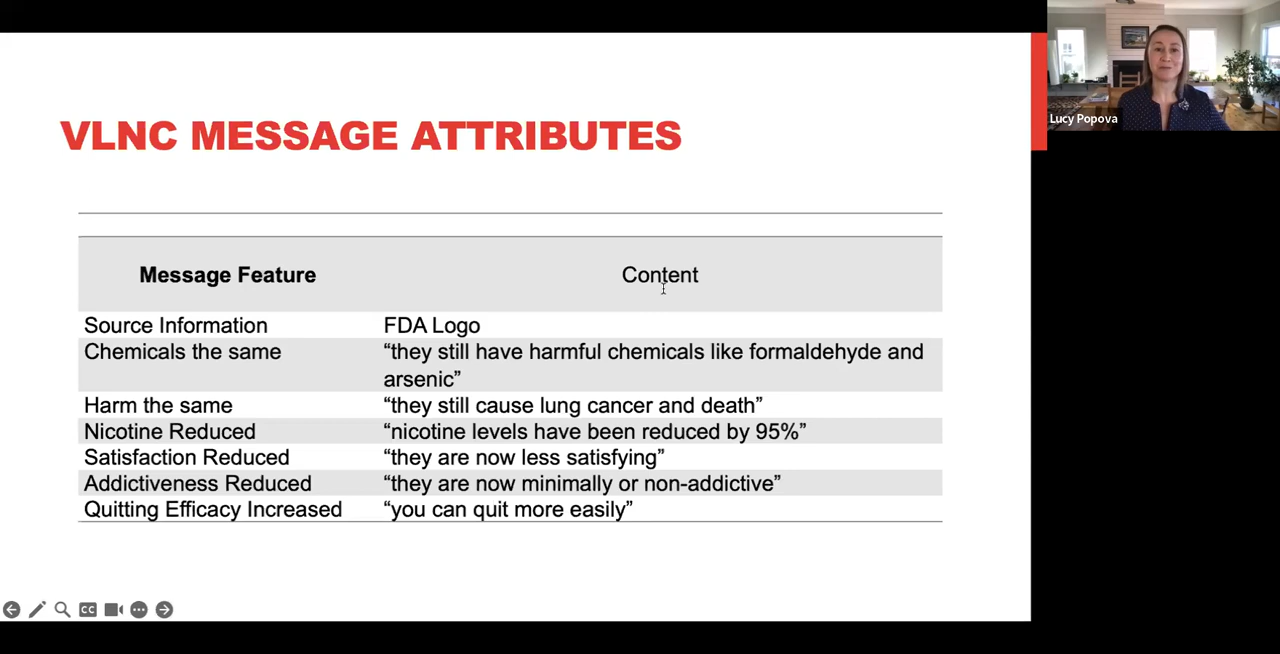 VLNC MESSAGE ATTRIBUTES
Message Feature Content
Source Information FDA Logo
Chemicals the same “they still have harmful chemicals like formaldehyde and
arsenic”
Harm the same “they still cause lung cancer and death”
Nicotine Reduced “nicotine levels have been reduced by 95%”
Satisfaction Reduced “they are now less satisfying”
Addictiveness Reduced “they are now minimally or non-addictive”
Quitting Efficacy Increased “you can quit more easily”
CC
Lucy Popova